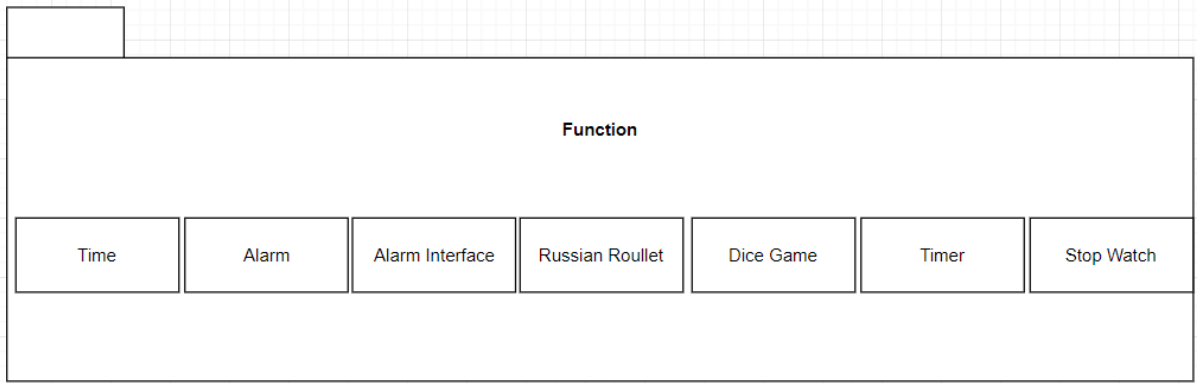 Function
Time
Alarm
Alarm Interface
Russian Roullet
Dice Game
Timer
Stop Watch